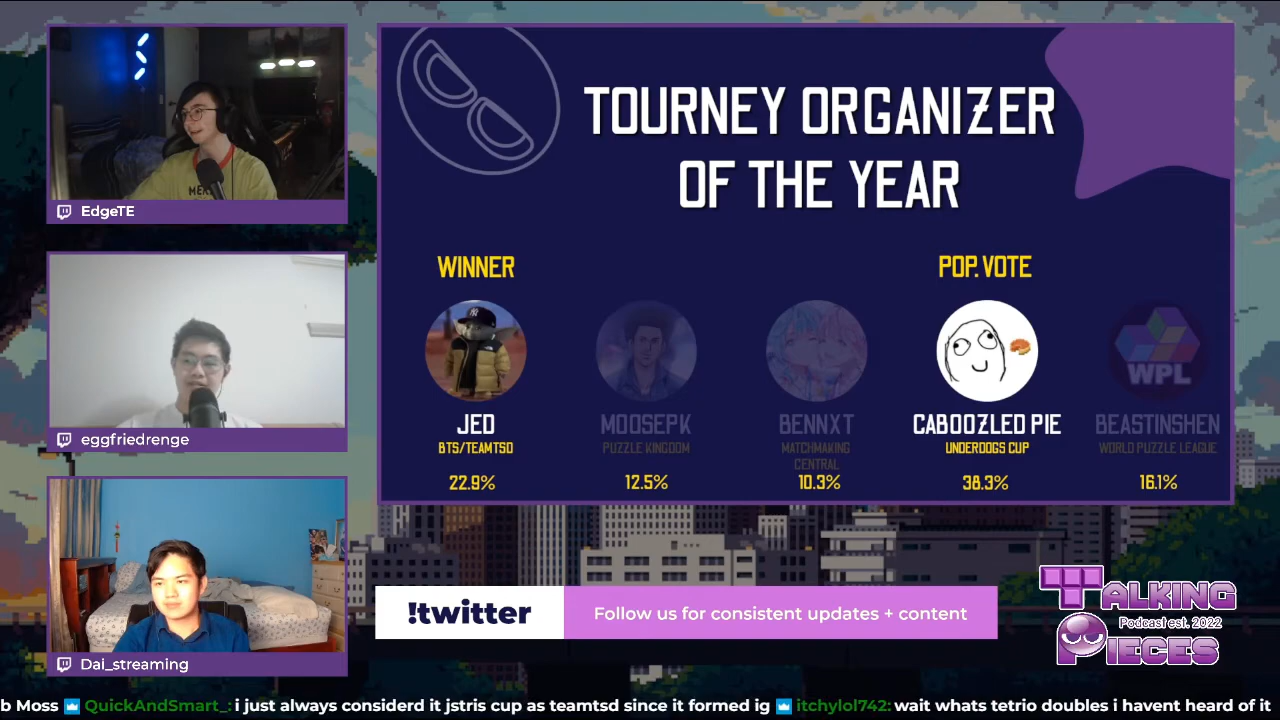 EdgeTE
eggfriedrenge
Dai_streaming
TOURNEY ORGANIZER
OF THE YEAR
WINNER
POP. VOTE
NY
WPL
JED
MOOSEPK
BENNXT
CABOOZLED PIE
BEASTINSHEN
BTS/TEAMTSD
PUZZLE KINGDOM
MATCHMAKING
CENTRAL
UNDERDOGS CUP
WORLD PUZZLE LEAGUE
22.9%
12.5%
10.3%
38.3%
16.1%
!twitter
Follow us for consistent updates + content
TALKING
Podcast est. 2022
PIECES
b Moss QuickAndSmart_: i just always considerd it jstris cup as teamtsd since it formed ig itchylol742: wait whats tetrio doubles i havent heard of it